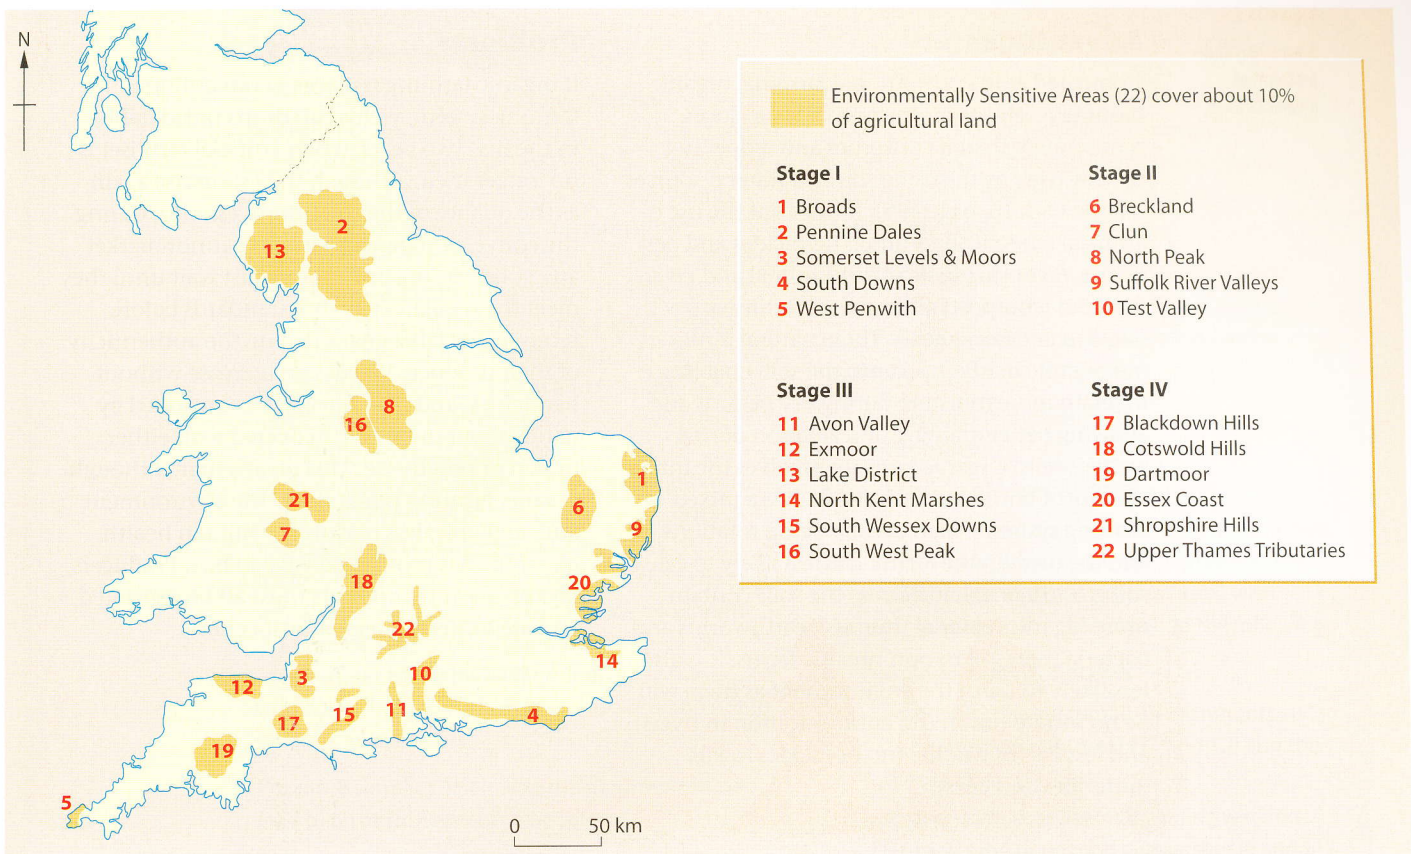 N
Environmentally Sensitive Areas (22) cover about 10%
of agricultural land
Stage I
1 Broads
2 Pennine Dales
3 Somerset Levels & Moors
4 South Downs
5 West Penwith
Stage II
6 Breckland
7 Clun
8 North Peak
9 Suffolk River Valleys
10 Test Valley
Stage III
11 Avon Valley
12 Exmoor
13 Lake District
14 North Kent Marshes
15 South Wessex Downs
16 South West Peak
Stage IV
17 Blackdown Hills
18 Cotswold Hills
19 Dartmoor
20 Essex Coast
21 Shropshire Hills
22 Upper Thames Tributaries
2
13
8
16
1
21
6
9
7
18
20
22
14
3
10
12
11
15
4
17
19
5
0 50 km